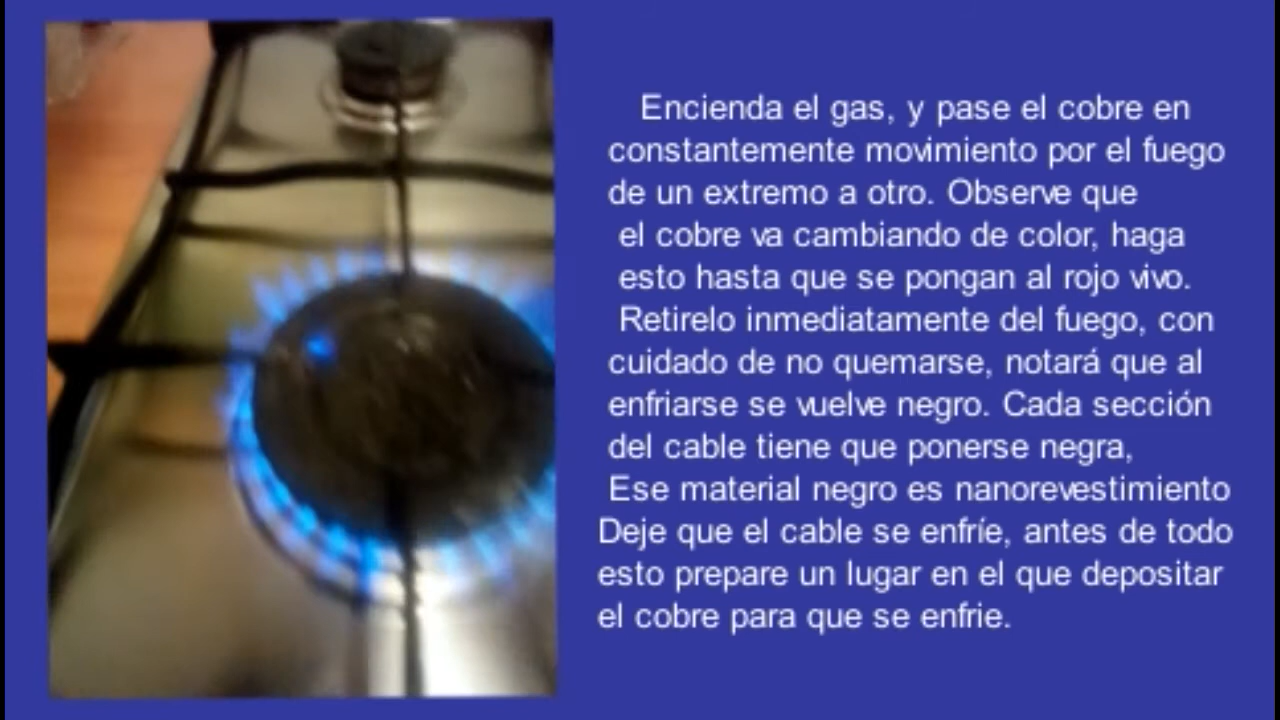 Encienda el gas, y pase el cobre en
constantemente movimiento por el fuego
de un extremo a otro. Observe que
el cobre va cambiando de color, haga
esto hasta que se pongan al rojo vivo.
Retirelo inmediatamente del fuego, con
cuidado de no quemarse, notará que al
enfriarse se vuelve negro. Cada sección
del cable tiene que ponerse negra,
Ese material negro es nanorevestimiento
Deje que el cable se enfríe, antes de todo
esto prepare un lugar en el que depositar
el cobre para que se enfrie.